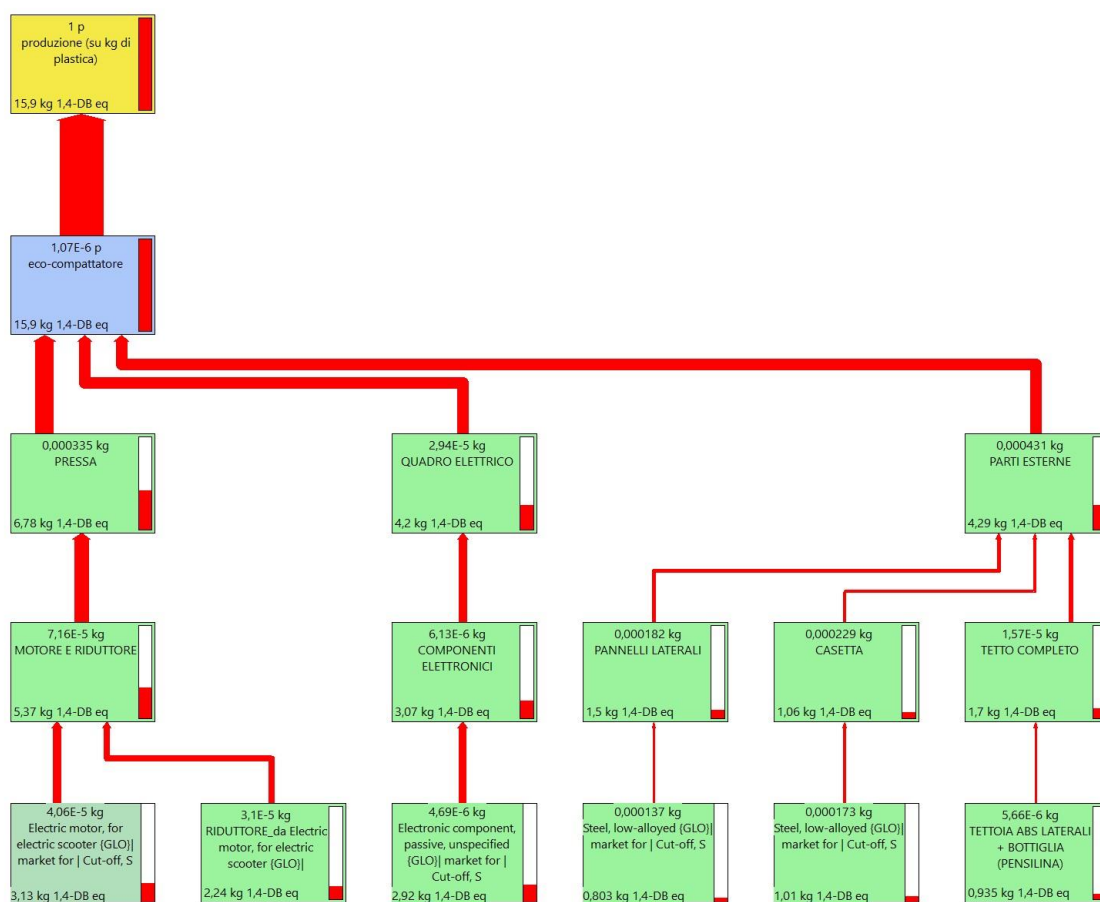 1 p
produzione (su kg di
plastica)
15,9 kg 1,4-DB eq
1,07E-6 p
eco-compattatore
15,9 kg 1,4-DB eq
0,000335 kg
PRESSA
6,78 kg 1,4-DB eq
2,94E-5 kg
QUADRO ELETTRICO
4,2 kg 1,4-DB eq
0,000431 kg
PARTI ESTERNE
4,29 kg 1,4-DB eq
7,16E-5 kg
MOTORE E RIDUTTORE
5,37 kg 1,4-DB eq
6,13E-6 kg
COMPONENTI
ELETTRONICI
3,07 kg 1,4-DB eq
0,000182 kg
PANNELLI LATERALI
1,5 kg 1,4-DB eq
0,000229 kg
CASETTA
1,06 kg 1,4-DB eq
1,57E-5 kg
TETTO COMPLETO
1,7 kg 1,4-DB eq
4,06E-5 kg
Electric motor, for
electric scooter {GLO}|
market for | Cut-off, S
3,13 kg 1,4-DB eq
3,1E-5 kg
RIDUTTORE_da Electric
motor, for electric
scooter {GLO}|
2,24 kg 1,4-DB eq
4,69E-6 kg
Electronic component,
passive, unspecified
{GLO}| market for |
Cut-off, S
2,92 kg 1,4-DB eq
0,000137 kg
Steel, low-alloyed {GLO}|
market for | Cut-off, S
0,803 kg 1,4-DB eq
0,000173 kg
Steel, low-alloyed {GLO}|
market for | Cut-off, S
1,01 kg 1,4-DB eq
5,66E-6 kg
TETTOIA ABS LATERALI
+ BOTTIGLIA
(PENSILINA)
0,935 kg 1,4-DB eq